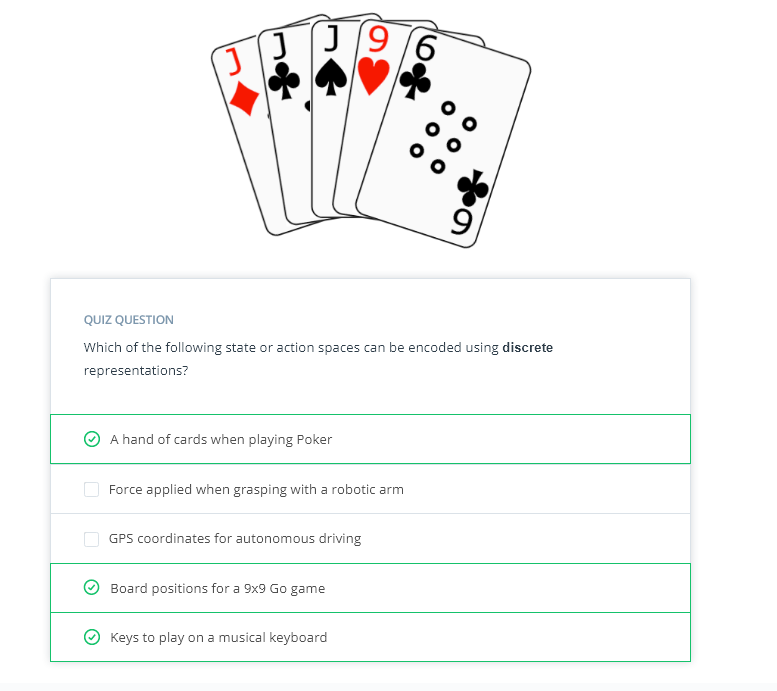 J J J 9 6
6
QUIZ QUESTION
Which of the following state or action spaces can be encoded using discrete
representations?
A hand of cards when playing Poker
Force applied when grasping with a robotic arm
GPS coordinates for autonomous driving
Board positions for a 9x9 Go game
Keys to play on a musical keyboard